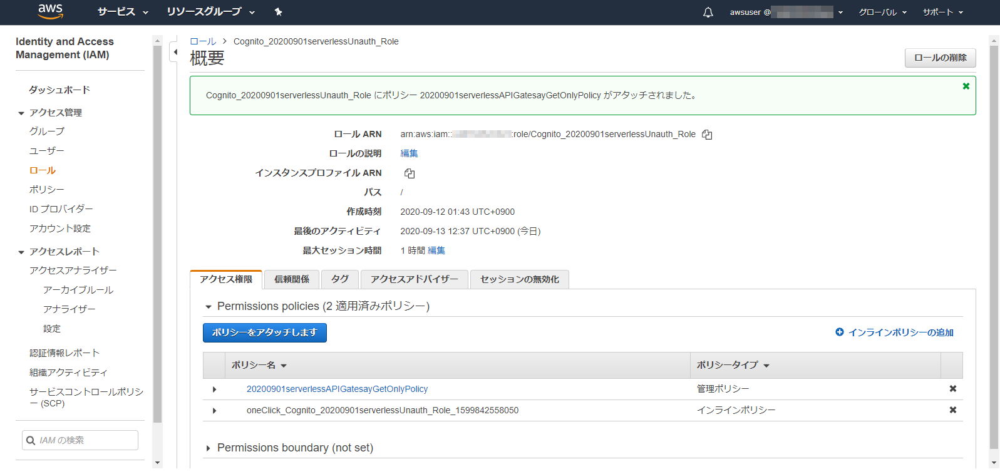 aws サービス リソースグループ awsuser @ グローバル サポート
Identity and Access
Management (IAM)
ダッシュボード
アクセス管理
グループ
ユーザー
ロール
ポリシー
ID プロバイダー
アカウント設定
アクセスレポート
アクセスアナライザー
アーカイブルール
アナライザー
設定
認証情報レポート
組織アクティビティ
サービスコントロールポリシ
ー (SCP)
IAM の検索
ロール Cognito_20200901serverlessUnauth_Role
概要
ロールの削除
Cognito_20200901serverlessUnauth_Role にポリシー 20200901serverlessAPIGatesayGetOnlyPolicy がアタッチされました。
ロール ARN arn:aws:iam:: :role/Cognito_20200901serverlessUnauth_Role
ロールの説明 編集
インスタンスプロファイル ARN
パス /
作成時刻 2020-09-12 01:43 UTC+0900
最後のアクティビティ 2020-09-13 12:37 UTC+0900 (今日)
最大セッション時間 1 時間 編集
アクセス権限 信頼関係 タグ アクセスアドバイザー セッションの無効化
Permissions policies (2 適用済みポリシー)
ポリシーをアタッチします インラインポリシーの追加
ポリシー名 ポリシータイプ
20200901serverlessAPIGatesayGetOnlyPolicy 管理ポリシー
oneClick_Cognito_20200901serverlessUnauth_Role_1599842558050 インラインポリシー
Permissions boundary (not set)